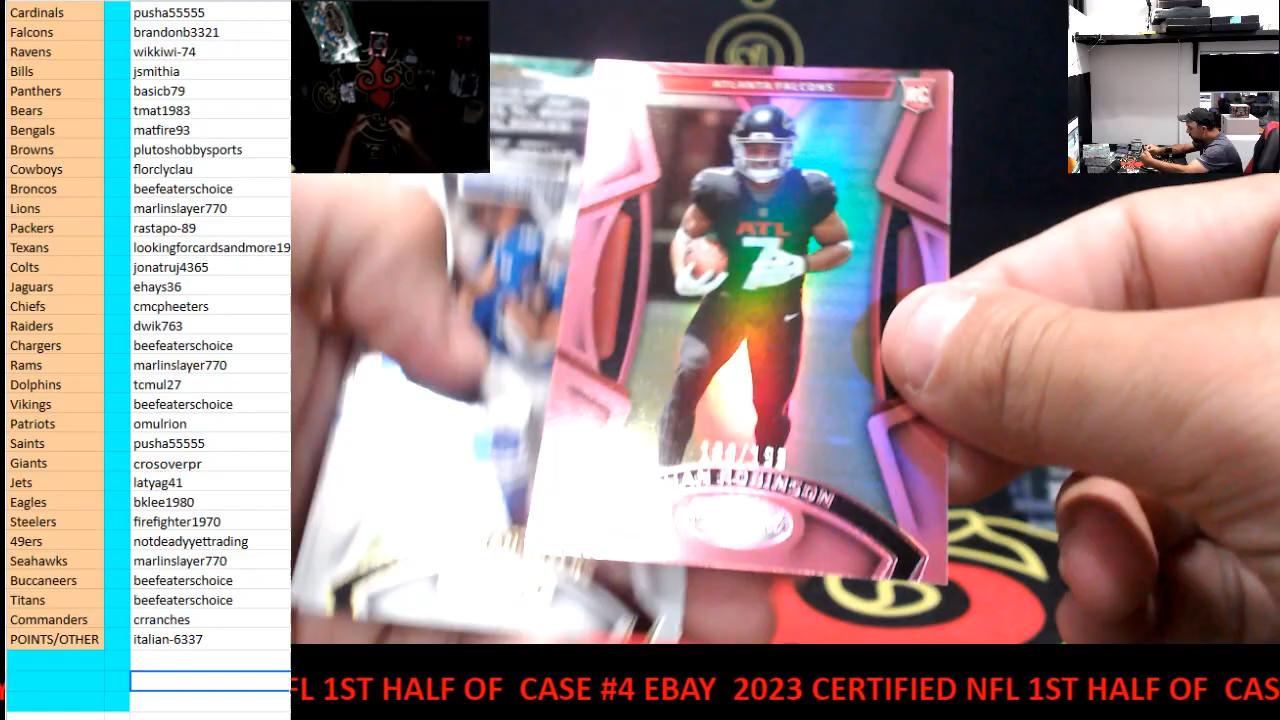 Cardinals pusha55555
Falcons brandonb3321
Ravens wikkiwi-74
Bills jsmithia
Panthers basicb79
Bears tmat1983
Bengals matfire93
Browns plutoshobbysports
Cowboys florclyclau
Broncos beefeaterschoice
Lions marlinslayer770
Packers rastapo-89
Texans lookingforcardsandmore19
Colts jonatruj4365
Jaguars ehays36
Chiefs cmcpheeters
Raiders dwik763
Chargers beefeaterschoice
Rams marlinslayer770
Dolphins tcmul27
Vikings beefeaterschoice
Patriots omulrion
Saints pusha55555
Giants crosoverpr
Jets latyag41
Eagles bklee1980
Steelers firefighter1970
49ers notdeadyyettrading
Seahawks marlinslayer770
Buccaneers beefeaterschoice
Titans beefeaterschoice
Commanders crranches
POINTS/OTHER italian-6337
ATLANTA FALCONS
RC
ATL
7
ROBINSON
FL 1ST HALF OF CASE #4 EBAY 2023 CERTIFIED NFL 1ST HALF OF CAS